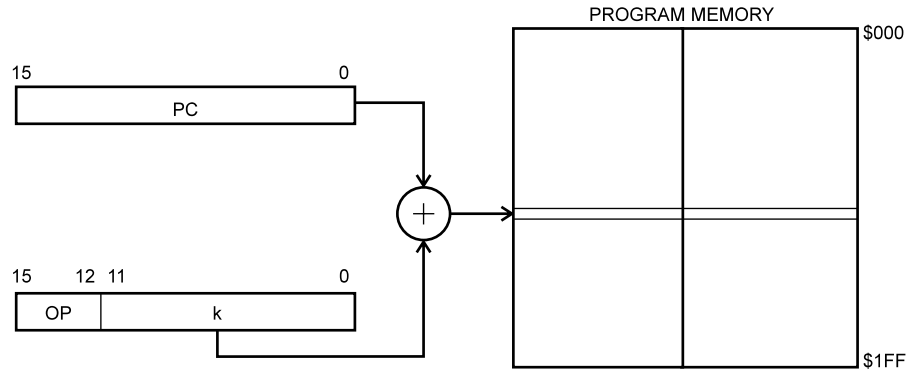 PROGRAM MEMORY
$000
15 0
PC
+
15 12 11 0
OP k
$1FF